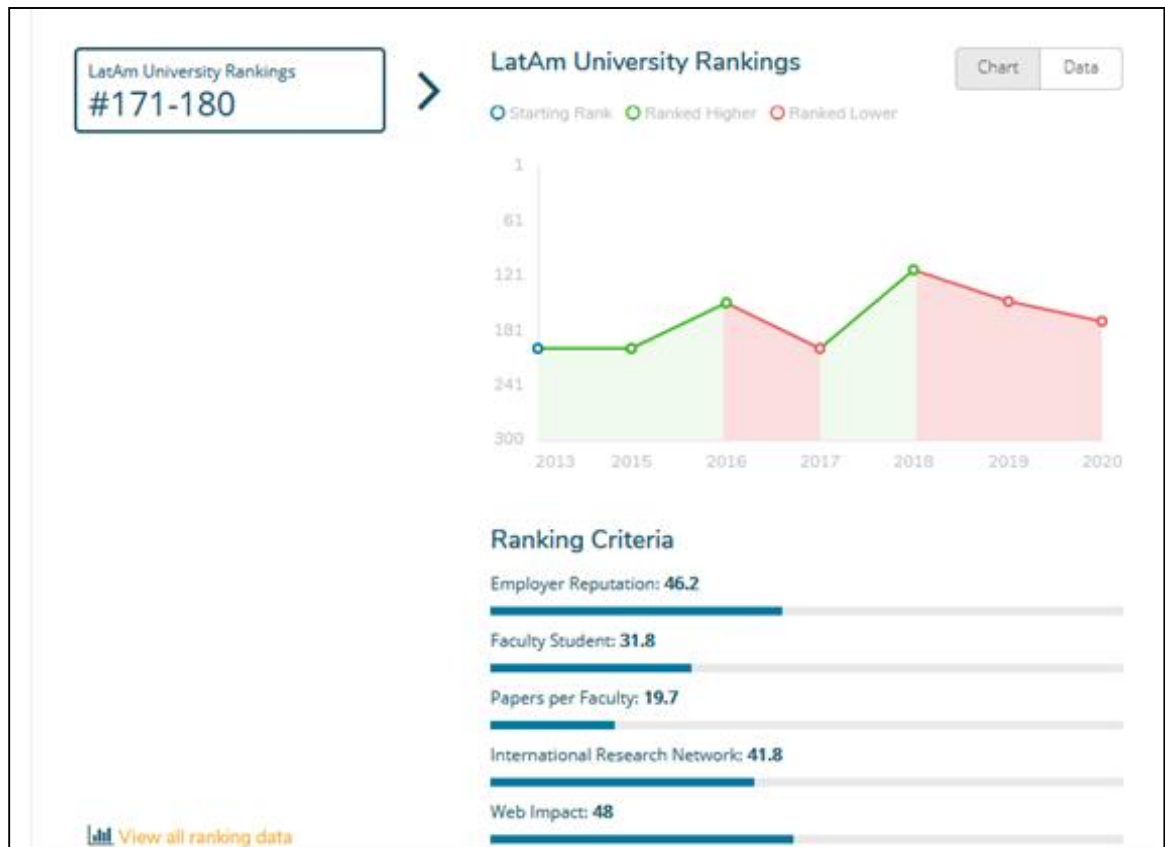 LatAm University Rankings
#171-180
LatAm University Rankings
Chart Data
Starting Rank Ranked Higher Ranked Lower
1
61
121
181
241
300
2013 2015 2016 2017 2018 2019 2020
Ranking Criteria
Employer Reputation: 46.2
Faculty Student: 31.8
Papers per Faculty: 19.7
International Research Network: 41.8
Web Impact: 48
View all ranking data